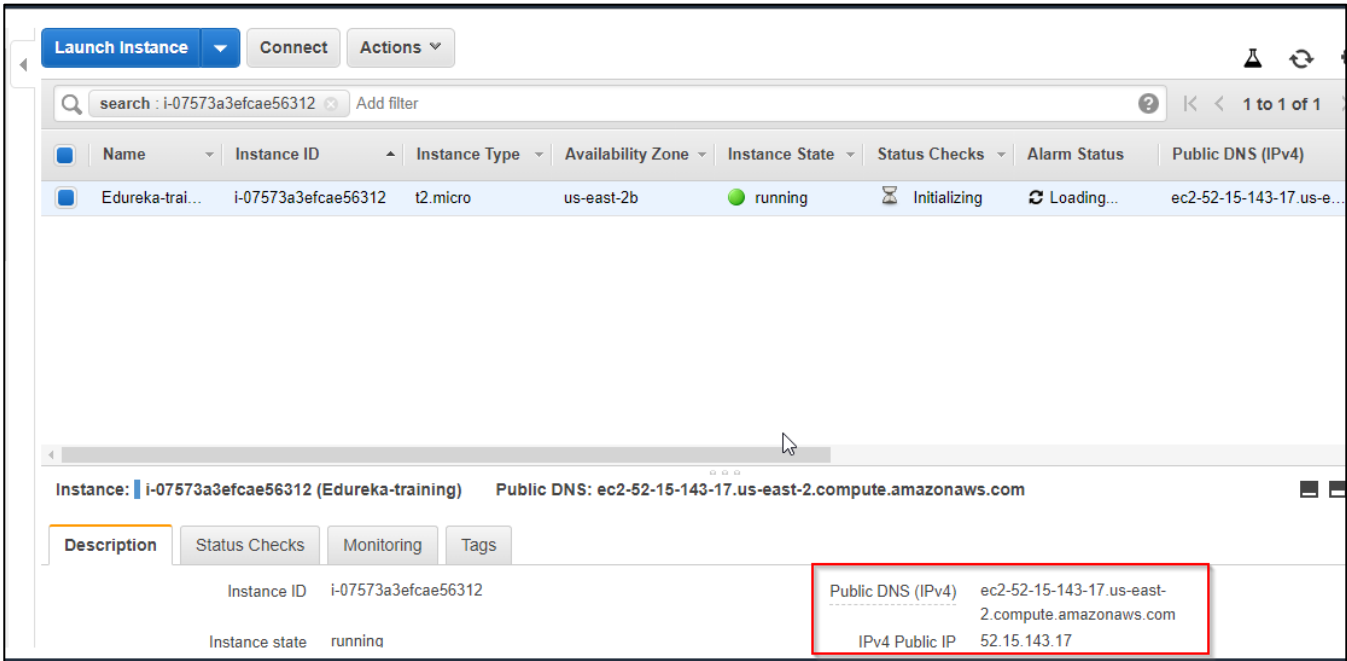 Launch Instance Connect Actions
search : i-07573a3efcae56312 Add filter 1 to 1 of 1
Name Instance ID Instance Type Availability Zone Instance State Status Checks Alarm Status Public DNS (IPv4)
Edureka-trai... i-07573a3efcae56312 t2.micro us-east-2b running Initializing Loading... ec2-52-15-143-17.us-e...
Instance: i-07573a3efcae56312 (Edureka-training) Public DNS: ec2-52-15-143-17.us-east-2.compute.amazonaws.com
Description Status Checks Monitoring Tags
Instance ID i-07573a3efcae56312 Public DNS (IPv4) ec2-52-15-143-17.us-east-
2.compute.amazonaws.com
Instance state running IPv4 Public IP 52.15.143.17